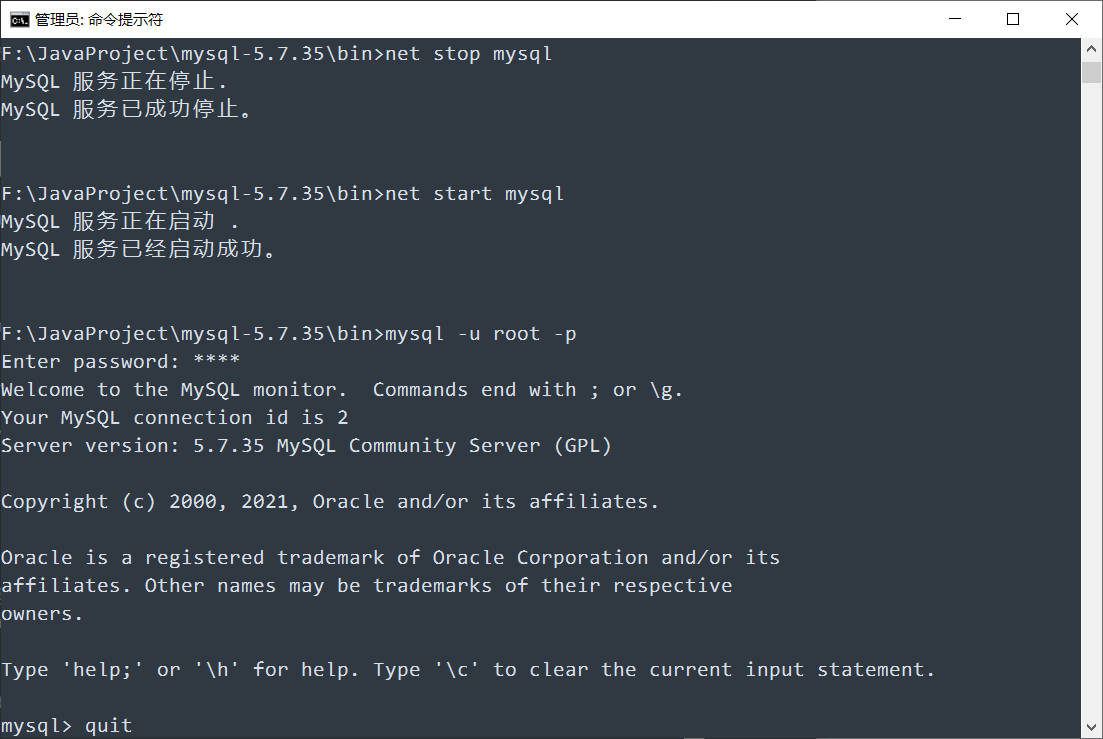 管理员: 命令提示符
F:\JavaProject\mysql-5.7.35\bin>net stop mysql
MySQL 服务正在停止.
MySQL 服务已成功停止。
F:\JavaProject\mysql-5.7.35\bin>net start mysql
MySQL 服务正在启动 .
MySQL 服务已经启动成功。
F:\JavaProject\mysql-5.7.35\bin>mysql -u root -p
Enter password: ****
Welcome to the MySQL monitor.  Commands end with ; or \g.
Your MySQL connection id is 2
Server version: 5.7.35 MySQL Community Server (GPL)
Copyright (c) 2000, 2021, Oracle and/or its affiliates.
Oracle is a registered trademark of Oracle Corporation and/or its
affiliates. Other names may be trademarks of their respective
owners.
Type 'help;' or '\h' for help. Type '\c' to clear the current input statement.
mysql> quit